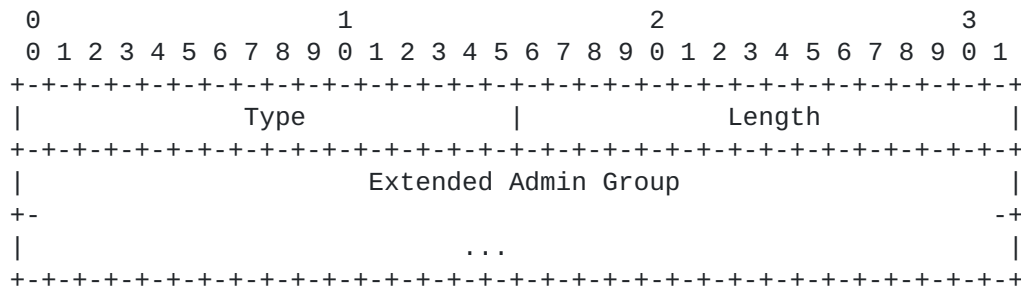 0                   1                   2                   3
 0 1 2 3 4 5 6 7 8 9 0 1 2 3 4 5 6 7 8 9 0 1 2 3 4 5 6 7 8 9 0 1
+-+-+-+-+-+-+-+-+-+-+-+-+-+-+-+-+-+-+-+-+-+-+-+-+-+-+-+-+-+-+-+-+
|              Type             |             Length            |
+-+-+-+-+-+-+-+-+-+-+-+-+-+-+-+-+-+-+-+-+-+-+-+-+-+-+-+-+-+-+-+-+
|                      Extended Admin Group                     |
+-                                                             -+
|                            ...                                |
+-+-+-+-+-+-+-+-+-+-+-+-+-+-+-+-+-+-+-+-+-+-+-+-+-+-+-+-+-+-+-+-+